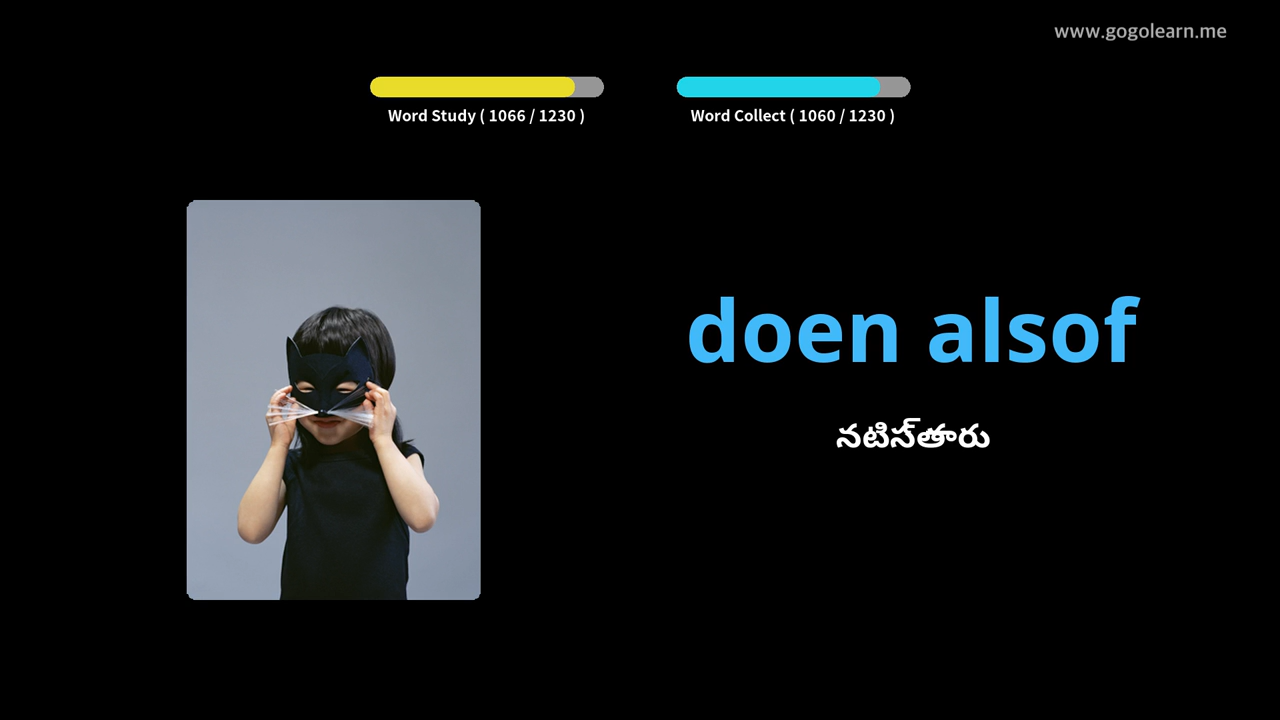 www.gogolearn.me
Word Study ( 1066 / 1230 )
Word Collect ( 1060 / 1230 )
doen alsof
నటిస్తారు